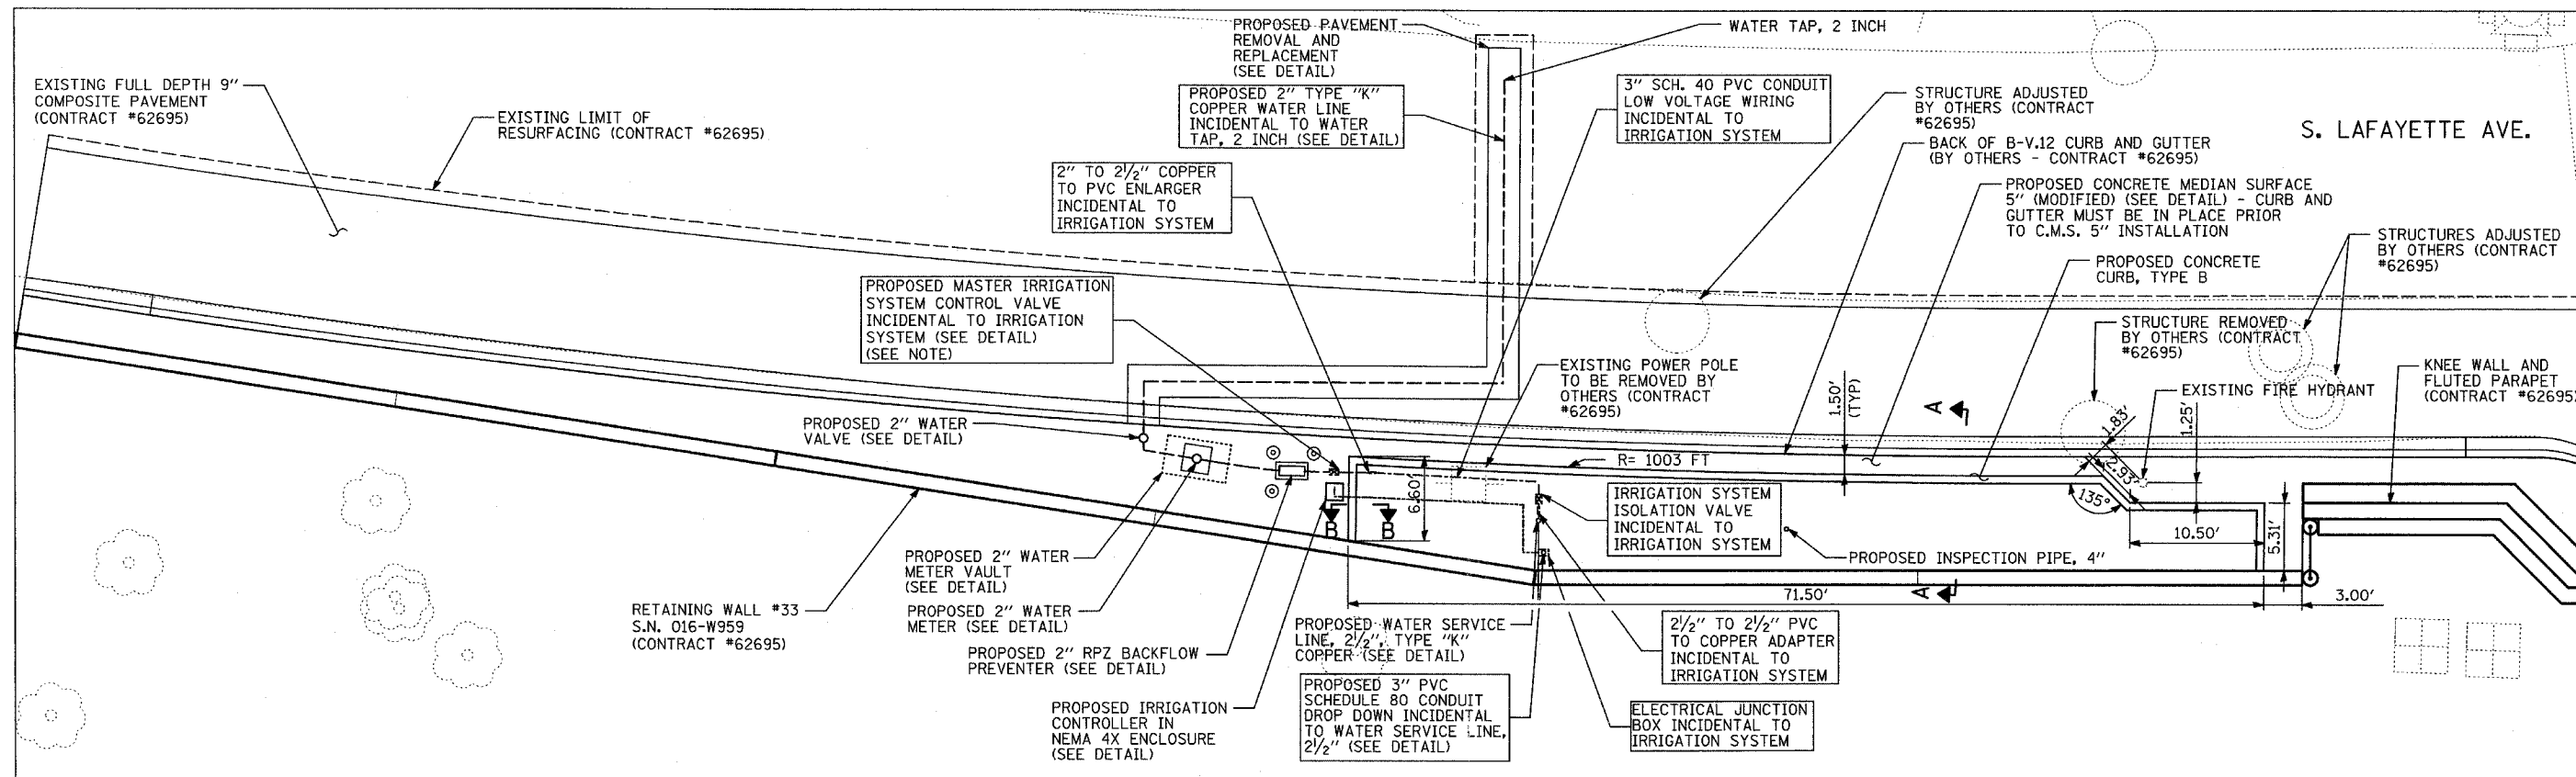 PROPOSED PAVEMENT
REMOVAL AND
REPLACEMENT
(SEE DETAIL)
WATER TAP, 2 INCH
EXISTING FULL DEPTH 9"
COMPOSITE PAVEMENT
(CONTRACT #62695)
EXISTING LIMIT OF
RESURFACING (CONTRACT #62695)
PROPOSED 2" TYPE "K"
COPPER WATER LINE
INCIDENTAL TO WATER
TAP, 2 INCH (SEE DETAIL)
3" SCH. 40 PVC CONDUIT
LOW VOLTAGE WIRING
INCIDENTAL TO
IRRIGATION SYSTEM
STRUCTURE ADJUSTED
BY OTHERS (CONTRACT
#62695)
S. LAFAYETTE AVE.
BACK OF B-V.12 CURB AND GUTTER
(BY OTHERS - CONTRACT #62695)
2" TO 2 1/2" COPPER
TO PVC ENLARGER
INCIDENTAL TO
IRRIGATION SYSTEM
PROPOSED CONCRETE MEDIAN SURFACE
5" (MODIFIED) (SEE DETAIL) - CURB AND
GUTTER MUST BE IN PLACE PRIOR
TO C.M.S. 5" INSTALLATION
STRUCTURES ADJUSTED
BY OTHERS (CONTRACT
#62695)
PROPOSED CONCRETE
CURB, TYPE B
PROPOSED MASTER IRRIGATION
SYSTEM CONTROL VALVE
INCIDENTAL TO IRRIGATION
SYSTEM (SEE DETAIL)
(SEE NOTE)
STRUCTURE REMOVED
BY OTHERS (CONTRACT
#62695)
EXISTING POWER POLE
TO BE REMOVED BY
OTHERS (CONTRACT
#62695)
1.50'
(TYP)
A
EXISTING FIRE HYDRANT
KNEE WALL AND
FLUTED PARAPET
(CONTRACT #62695)
1.83'
1.25'
2.93'
135°
PROPOSED 2" WATER
VALVE (SEE DETAIL)
R= 1003 FT
6.60'
B
B
IRRIGATION SYSTEM
ISOLATION VALVE
INCIDENTAL TO
IRRIGATION SYSTEM
10.50'
5.31'
PROPOSED INSPECTION PIPE, 4"
PROPOSED 2" WATER
METER VAULT
(SEE DETAIL)
A
71.50'
3.00'
RETAINING WALL #33
S.N. 016-W959
(CONTRACT #62695)
PROPOSED 2" WATER
METER (SEE DETAIL)
PROPOSED WATER SERVICE
LINE, 2 1/2", TYPE "K"
COPPER (SEE DETAIL)
2 1/2" TO 2 1/2" PVC
TO COPPER ADAPTER
INCIDENTAL TO
IRRIGATION SYSTEM
PROPOSED 2" RPZ BACKFLOW
PREVENTER (SEE DETAIL)
PROPOSED 3" PVC
SCHEDULE 80 CONDUIT
DROP DOWN INCIDENTAL
TO WATER SERVICE LINE,
2 1/2" (SEE DETAIL)
PROPOSED IRRIGATION
CONTROLLER IN
NEMA 4X ENCLOSURE
(SEE DETAIL)
ELECTRICAL JUNCTION
BOX INCIDENTAL TO
IRRIGATION SYSTEM